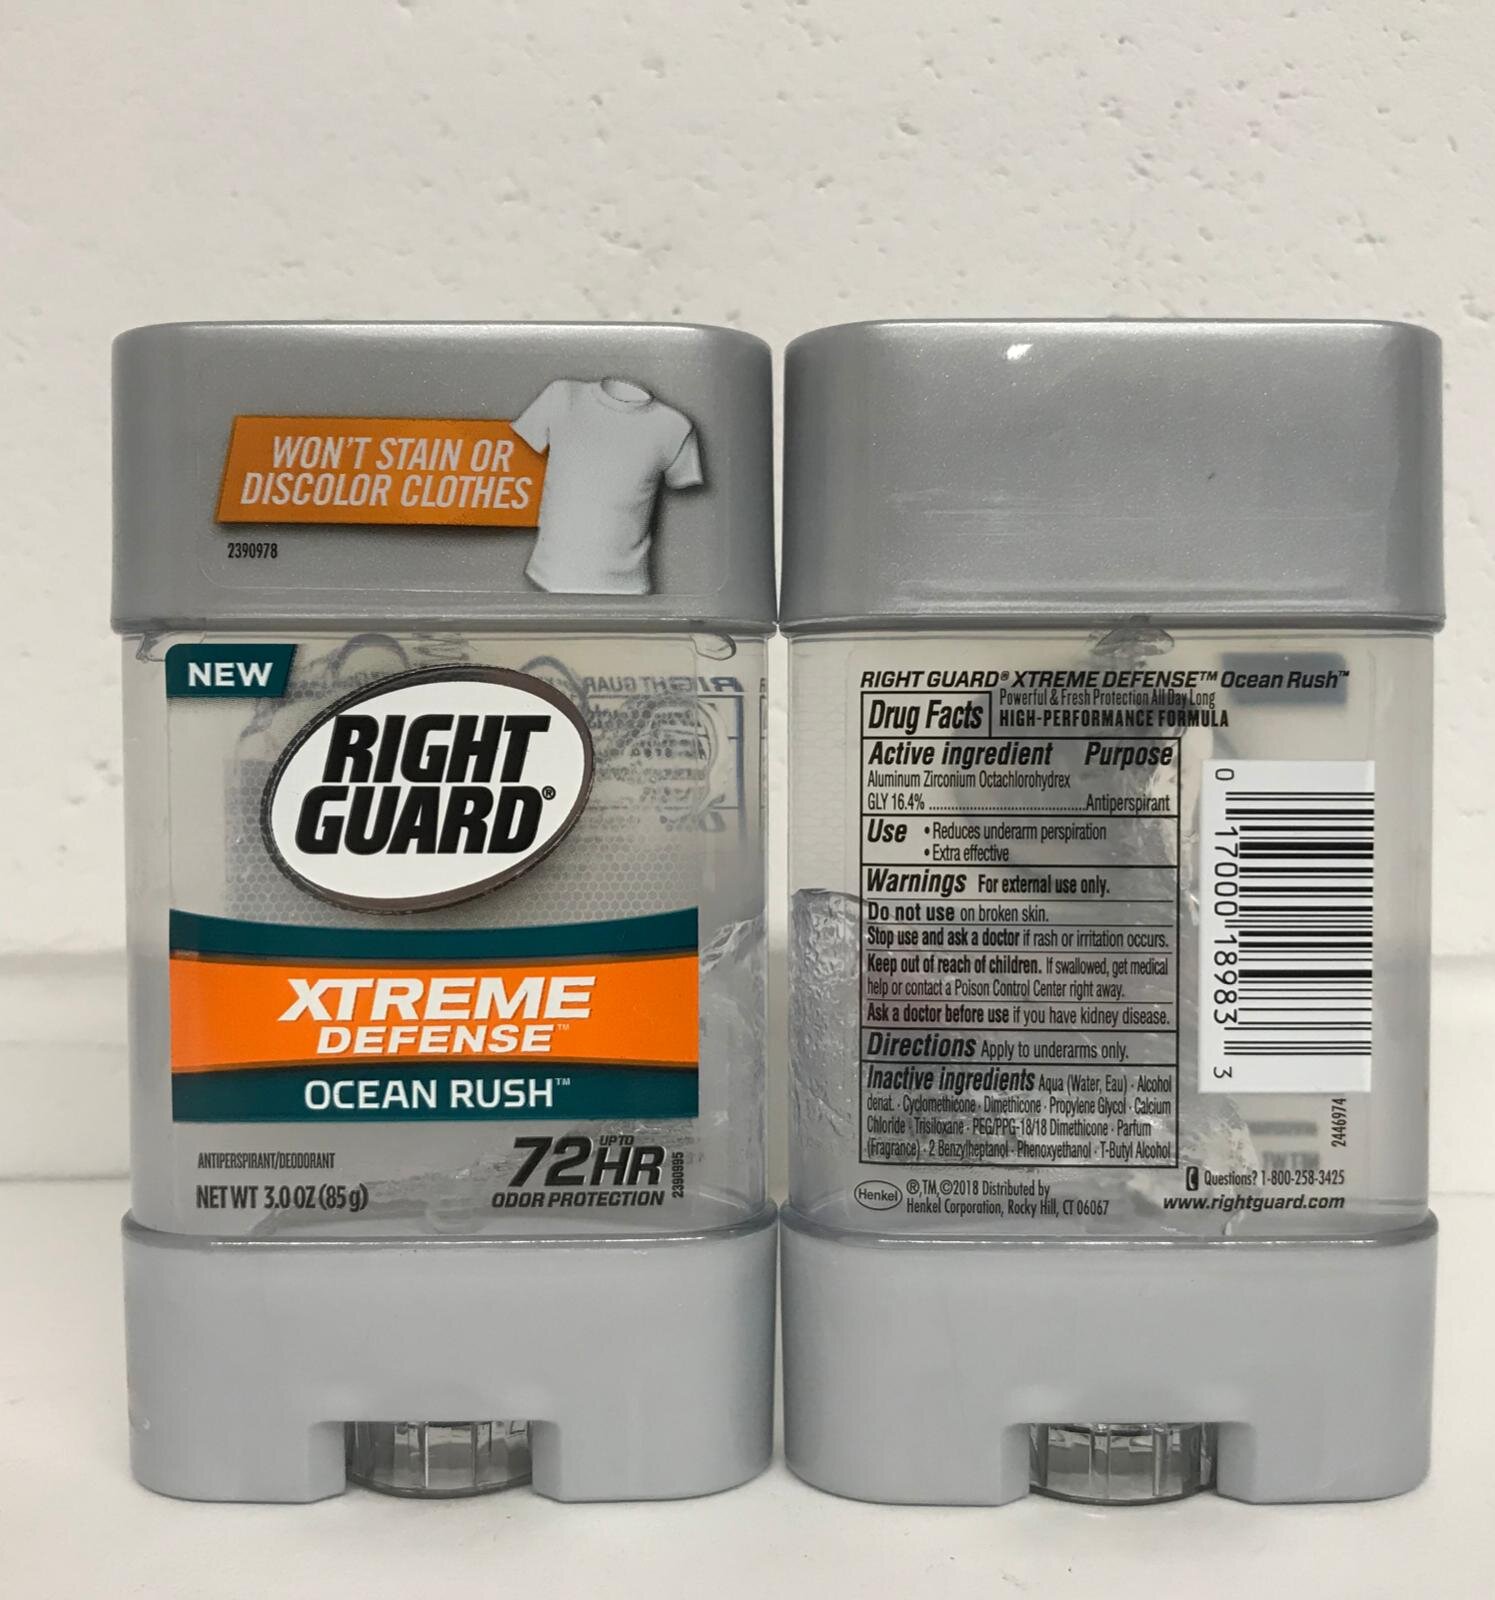 WON'T STAIN OR
DISCOLOR CLOTHES
2390978
NEW
RIGHT
GUARD®
XTREME
DEFENSE™
OCEAN RUSH™
ANTIPERSPIRANT/DEODORANT
NET WT 3.0 OZ (85 g)
UP TO
72HR
ODOR PROTECTION
2390995
RIGHT GUARD® XTREME DEFENSE™ Ocean Rush™
Powerful & Fresh Protection All Day Long
HIGH-PERFORMANCE FORMULA
Drug Facts
Active ingredient Purpose
Aluminum Zirconium Octachlorohydrex
GLY 16.4% ........................................Antiperspirant
Use • Reduces underarm perspiration
• Extra effective
Warnings For external use only.
Do not use on broken skin.
Stop use and ask a doctor if rash or irritation occurs.
Keep out of reach of children. If swallowed, get medical
help or contact a Poison Control Center right away.
Ask a doctor before use if you have kidney disease.
Directions Apply to underarms only.
Inactive ingredients Aqua (Water, Eau) · Alcohol
denat. · Cyclomethicone · Dimethicone · Propylene Glycol · Calcium
Chloride · Trisiloxane · PEG/PPG-18/18 Dimethicone · Parfum
(Fragrance) · 2 Benzylheptanol · Phenoxyethanol · T-Butyl Alcohol
0 17000 18983 3
2446974
Henkel
®,TM,©2018 Distributed by
Henkel Corporation, Rocky Hill, CT 06067
Questions? 1-800-258-3425
www.rightguard.com